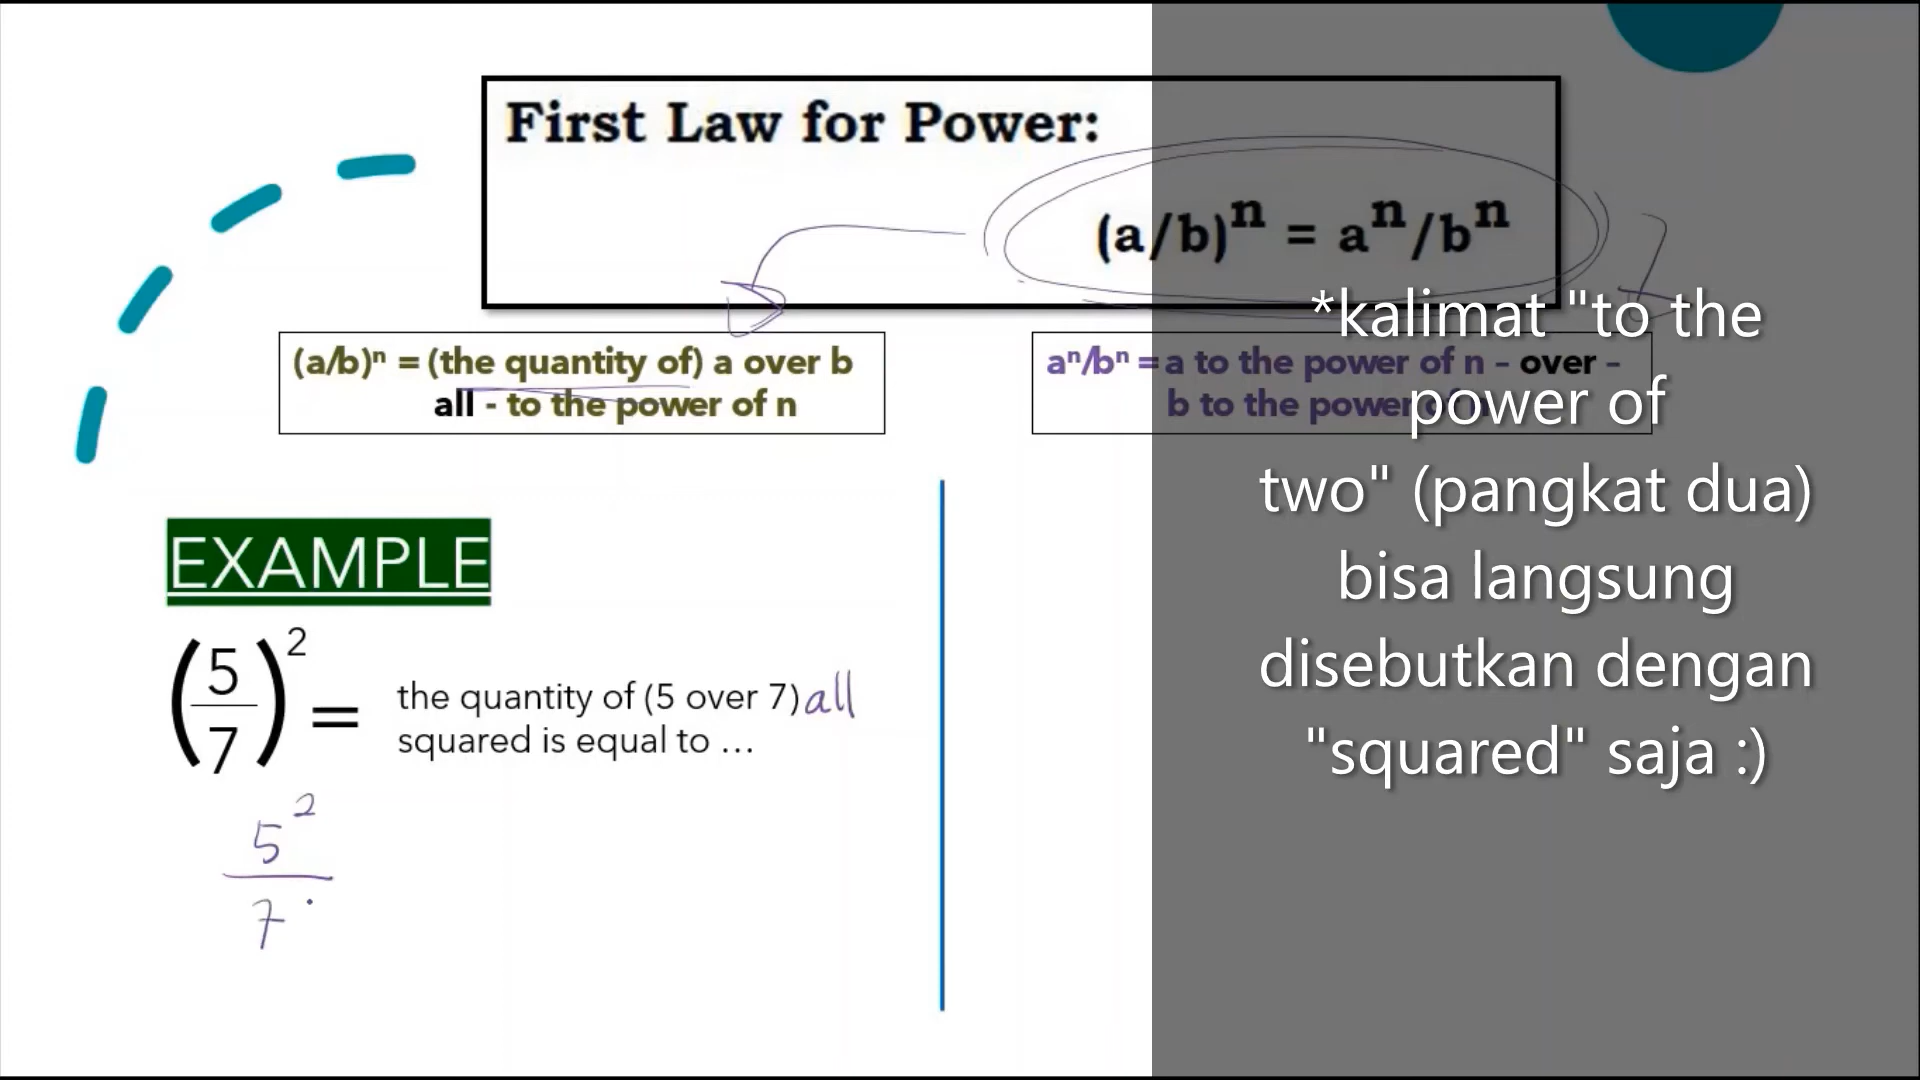 First Law for Power:
(a/b)ⁿ = aⁿ/bⁿ
(a/b)ⁿ = (the quantity of) a over b
all - to the power of n
aⁿ/bⁿ = a to the power of n – over –
b to the power of n
EXAMPLE
(5/7)² =
the quantity of (5 over 7) all
squared is equal to ...
5²
7
*kalimat "to the
power of
two" (pangkat dua)
bisa langsung
disebutkan dengan
"squared" saja :)